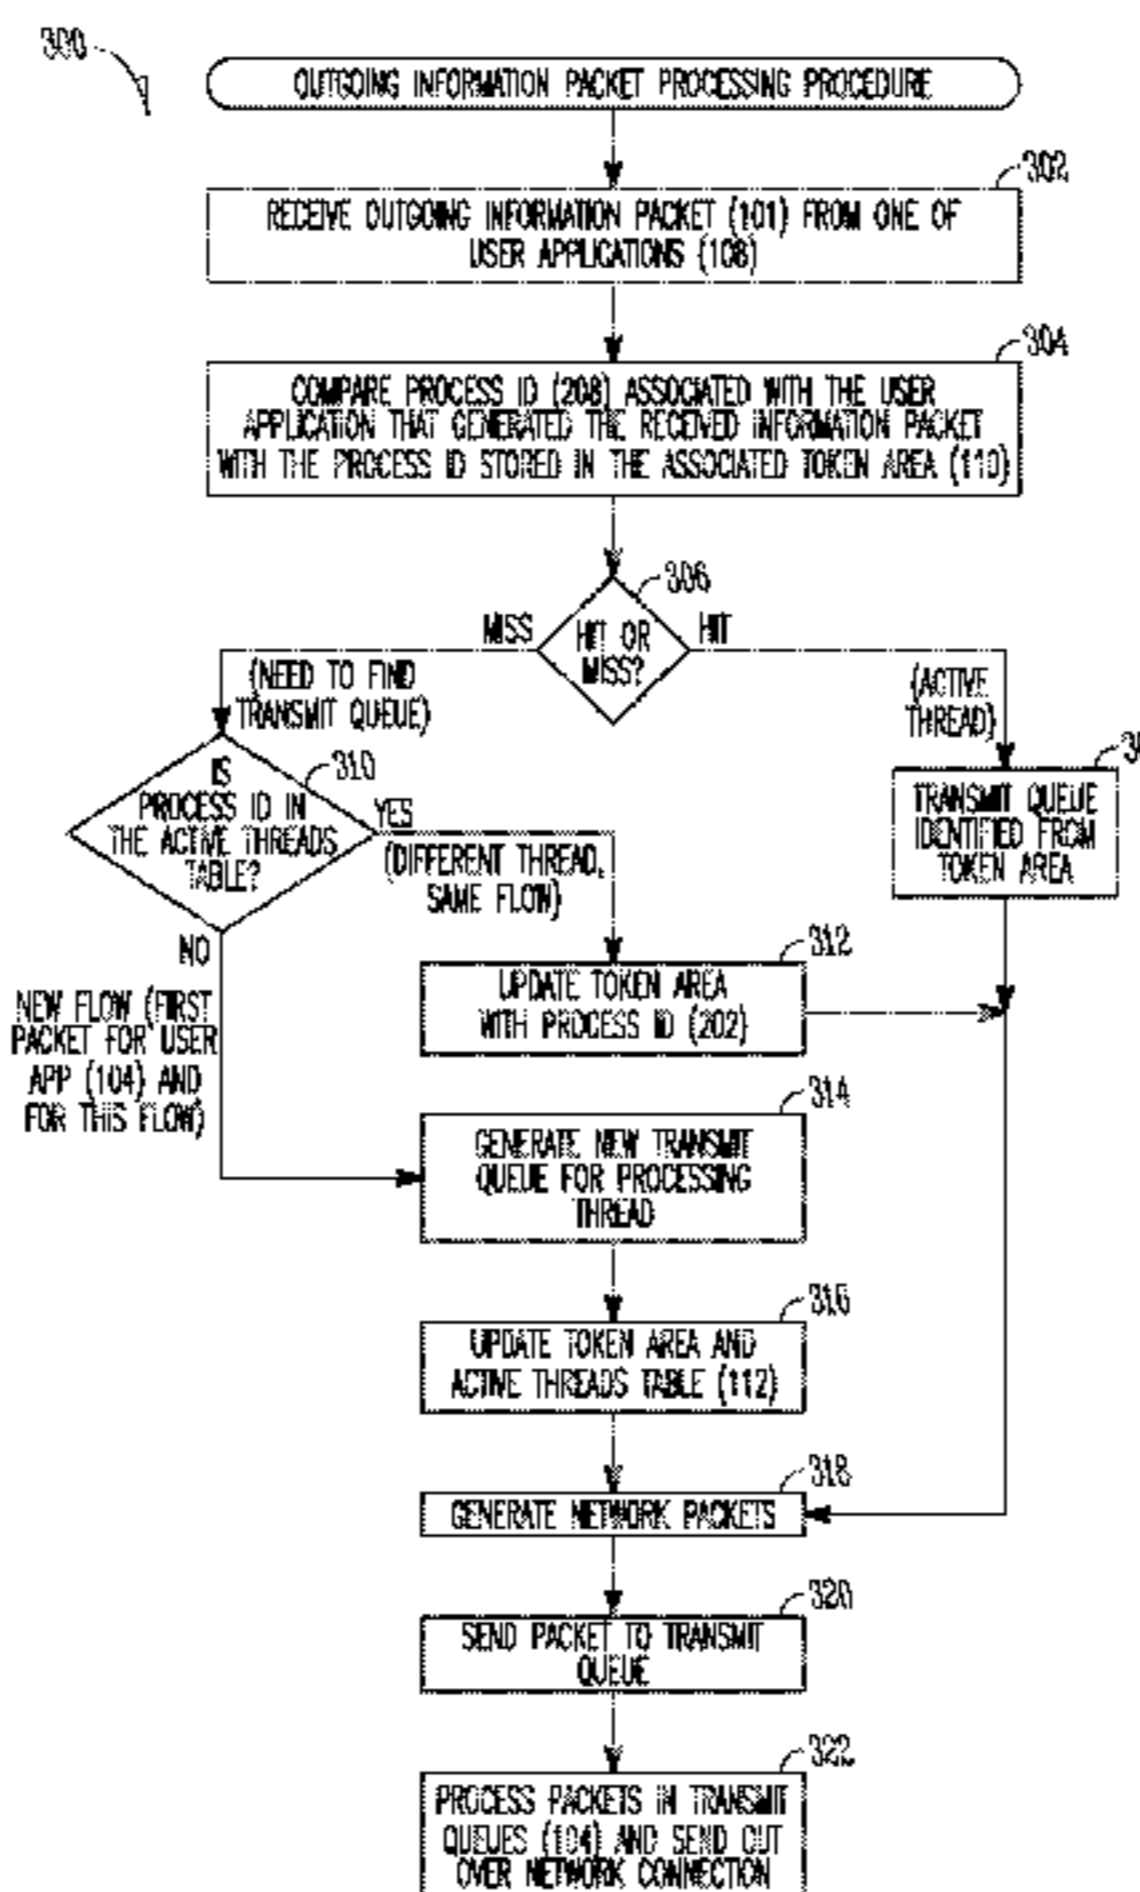 300
OUTGOING INFORMATION PACKET PROCESSING PROCEDURE
302
RECEIVE OUTGOING INFORMATION PACKET (101) FROM ONE OF
USER APPLICATIONS (108)
304
COMPARE PROCESS ID (208) ASSOCIATED WITH THE USER
APPLICATION THAT GENERATED THE RECEIVED INFORMATION PACKET
WITH THE PROCESS ID STORED IN THE ASSOCIATED TOKEN AREA (110)
306
MISS
HIT OR
MISS?
HIT
(NEED TO FIND
TRANSMIT QUEUE)
(ACTIVE
THREAD)
310
IS
PROCESS ID IN
THE ACTIVE THREADS
TABLE?
YES
(DIFFERENT THREAD,
SAME FLOW)
TRANSMIT QUEUE
IDENTIFIED FROM
TOKEN AREA
NO
312
UPDATE TOKEN AREA
WITH PROCESS ID (202)
NEW FLOW (FIRST
PACKET FOR USER
APP (104) AND
FOR THIS FLOW)
314
GENERATE NEW TRANSMIT
QUEUE FOR PROCESSING
THREAD
316
UPDATE TOKEN AREA AND
ACTIVE THREADS TABLE (112)
318
GENERATE NETWORK PACKETS
320
SEND PACKET TO TRANSMIT
QUEUE
322
PROCESS PACKETS IN TRANSMIT
QUEUES (104) AND SEND OUT
OVER NETWORK CONNECTION